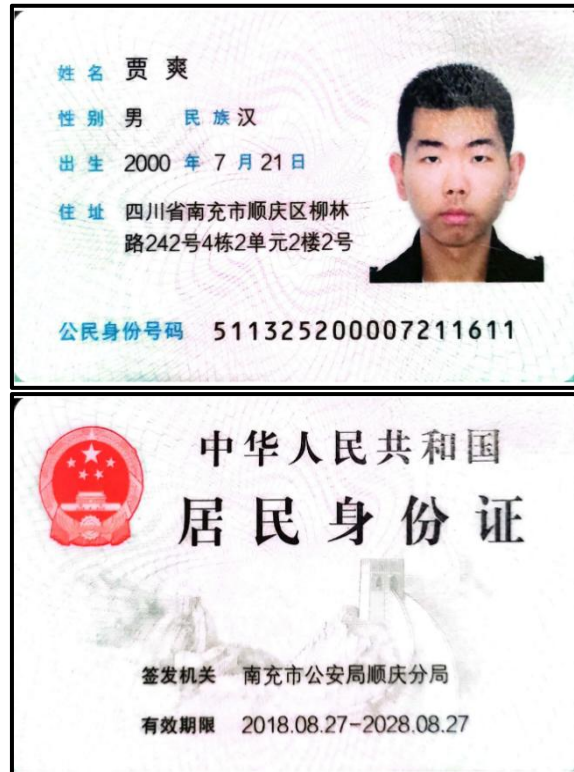 姓名 贾爽
性别 男 民族 汉
出生 2000 年 7 月 21 日
住址 四川省南充市顺庆区柳林
路242号4栋2单元2楼2号
公民身份号码 511325200007211611
中华人民共和国
居民身份证
签发机关 南充市公安局顺庆分局
有效期限 2018.08.27-2028.08.27